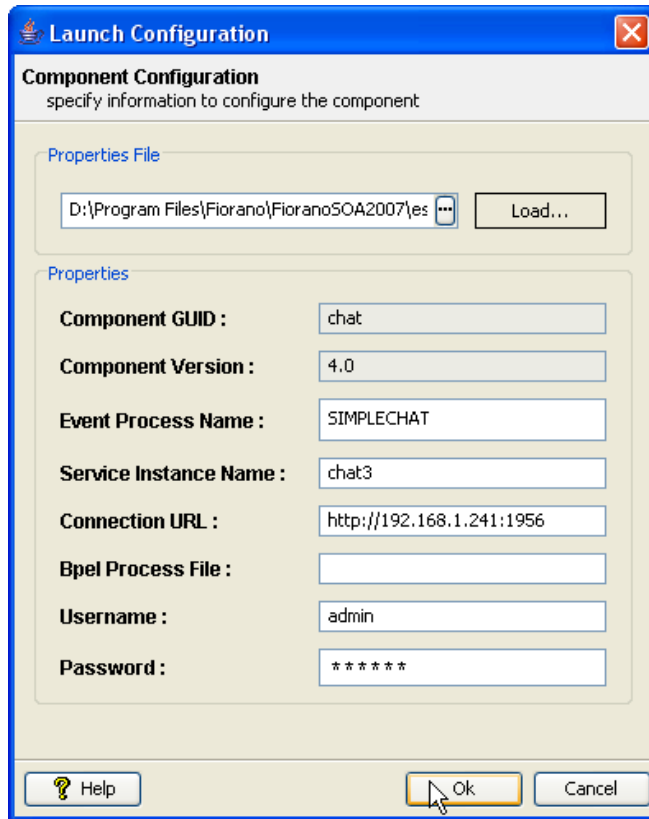 Launch Configuration
Component Configuration
specify information to configure the component
Properties File
D:\Program Files\Fiorano\FioranoSOA2007\es ...
Load...
Properties
Component GUID : chat
Component Version : 4.0
Event Process Name : SIMPLECHAT
Service Instance Name : chat3
Connection URL : http://192.168.1.241:1956
Bpel Process File :
Username : admin
Password : ******
Help Ok Cancel